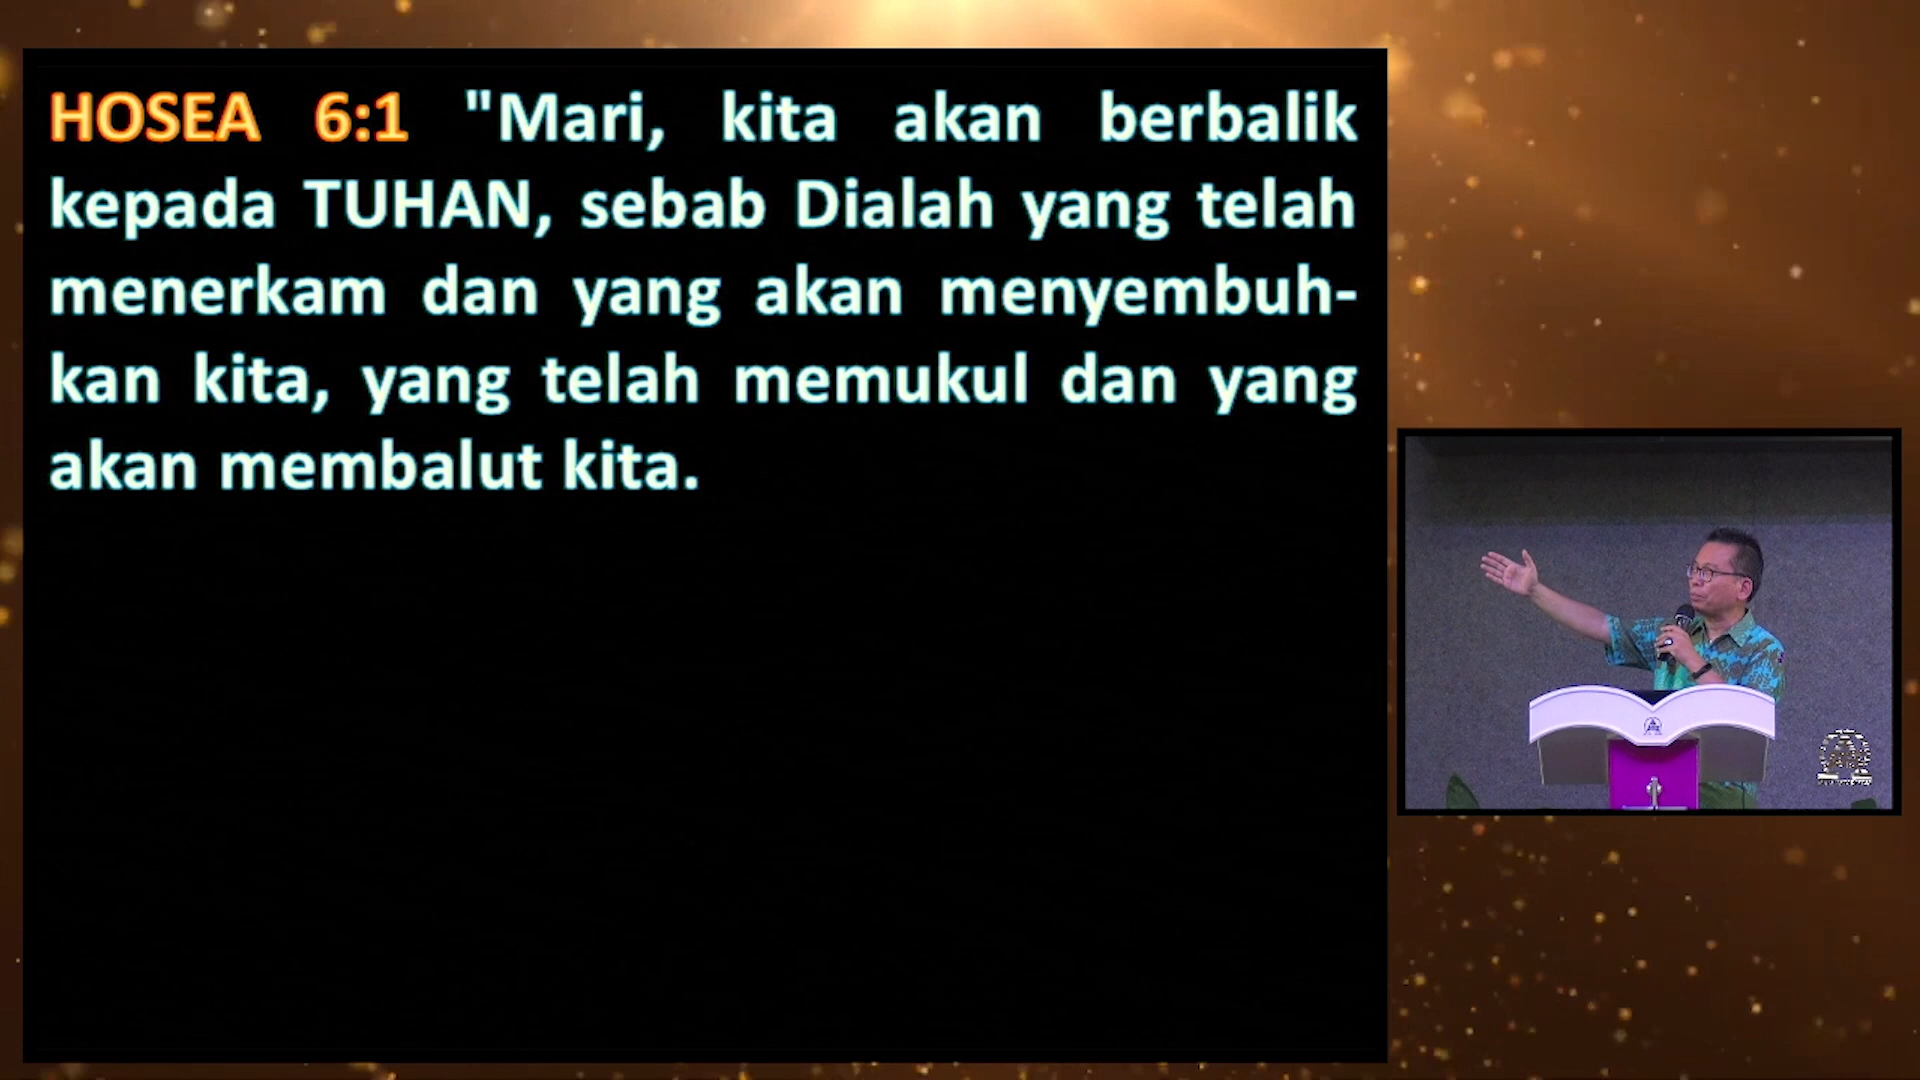 HOSEA 6:1 "Mari, kita akan berbalik
kepada TUHAN, sebab Dialah yang telah
menerkam dan yang akan menyembuh-
kan kita, yang telah memukul dan yang
akan membalut kita.